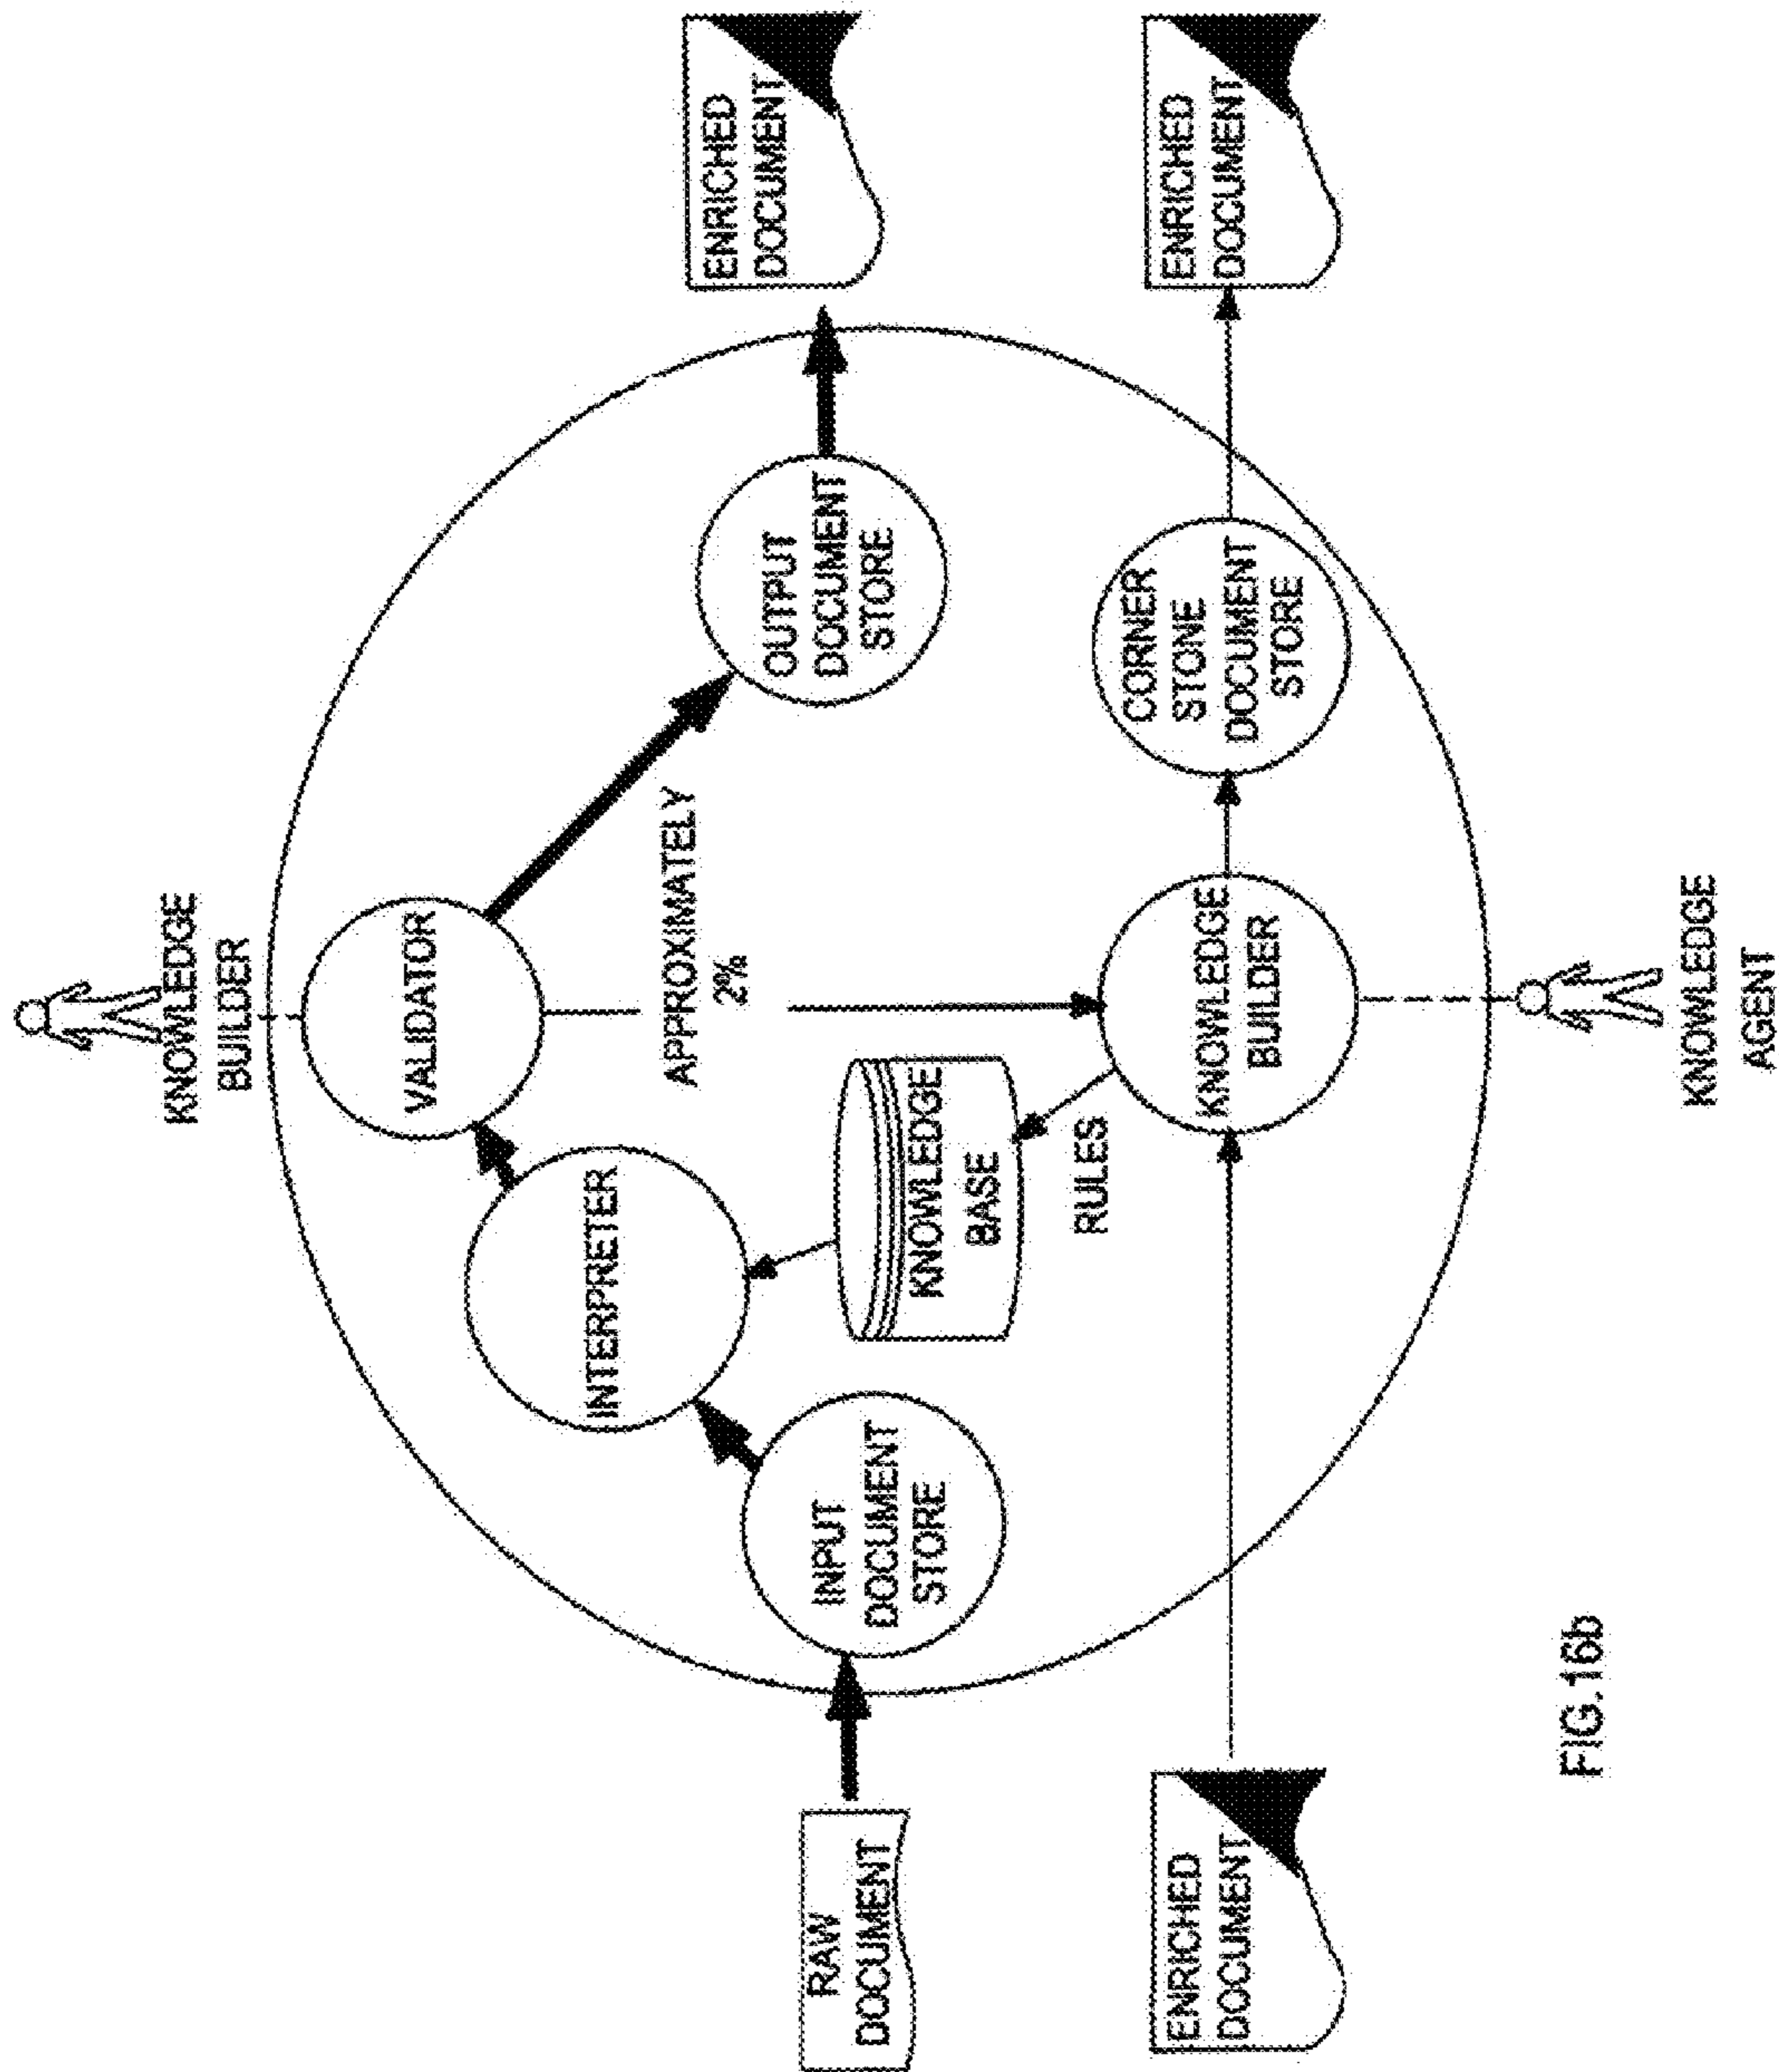 KNOWLEDGE
BUILDER
VALIDATOR
INTERPRETER
APPROXIMATELY
2%
RAW
DOCUMENT
INPUT
DOCUMENT
STORE
KNOWLEDGE
BASE
OUTPUT
DOCUMENT
STORE
ENRICHED
DOCUMENT
RULES
ENRICHED
DOCUMENT
KNOWLEDGE
BUILDER
CORNER
STONE
DOCUMENT
STORE
ENRICHED
DOCUMENT
KNOWLEDGE
AGENT
FIG.16b